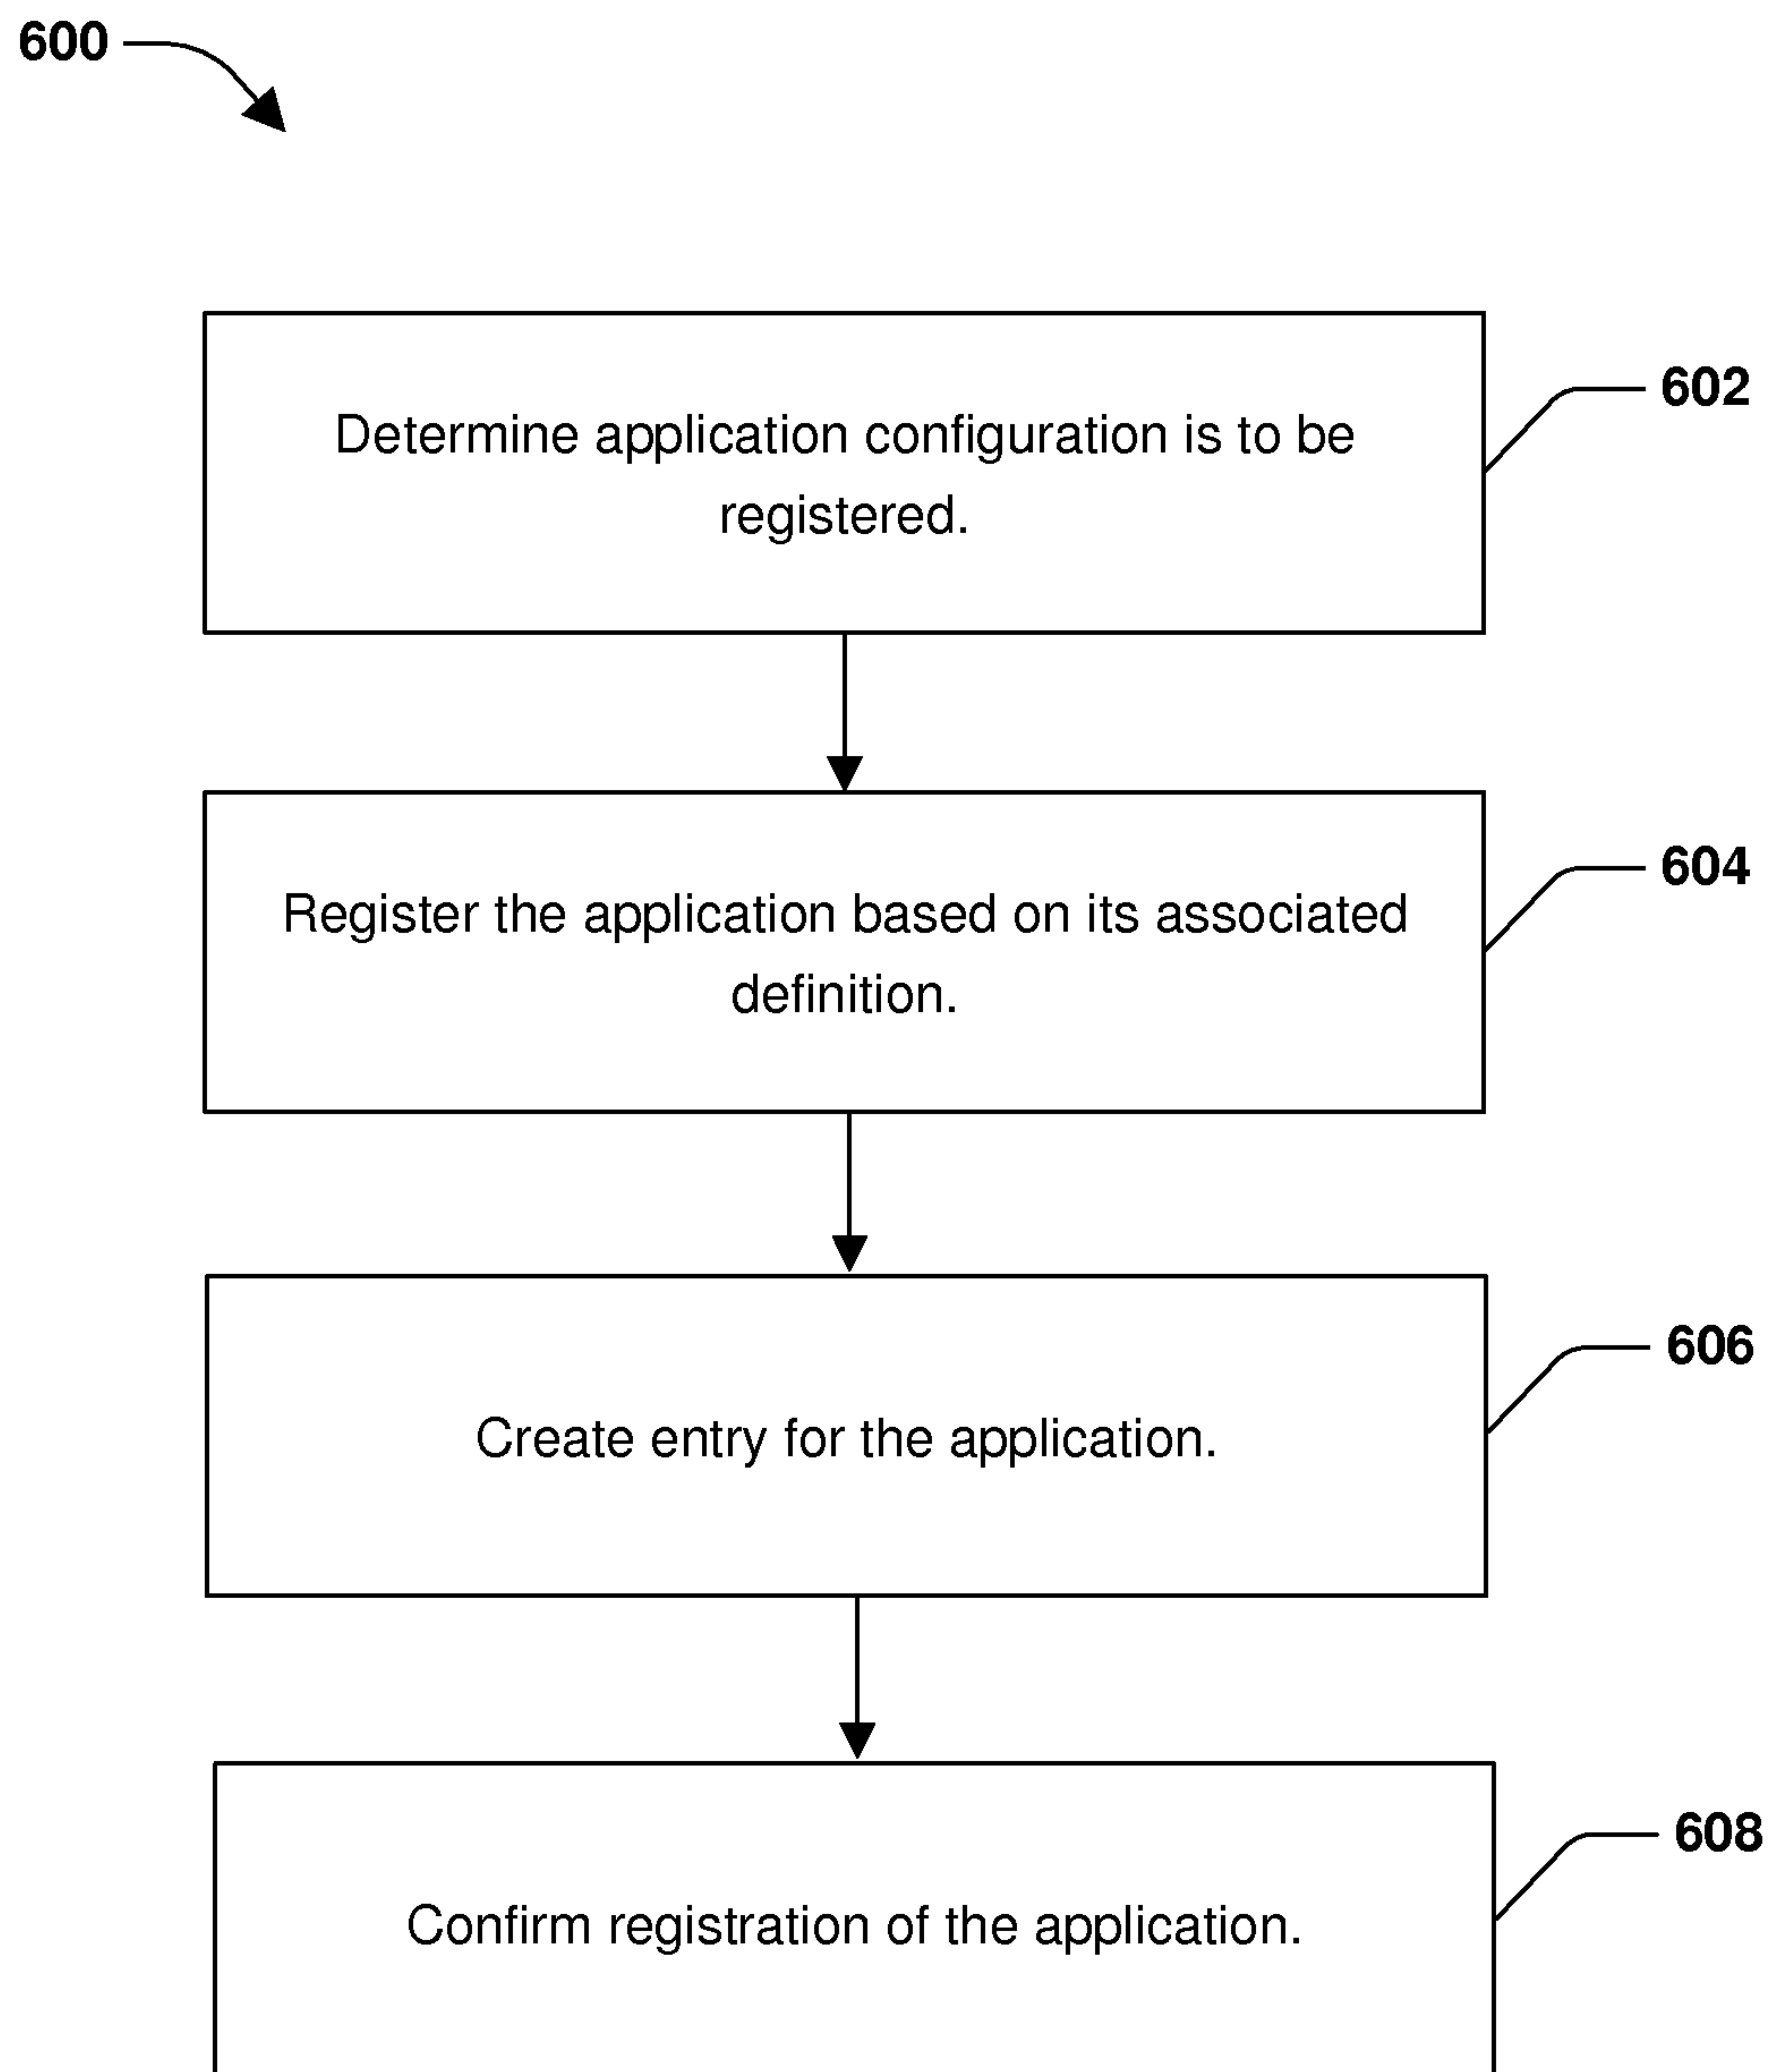 600
Determine application configuration is to be
registered.
602
Register the application based on its associated
definition.
604
Create entry for the application.
606
Confirm registration of the application.
608